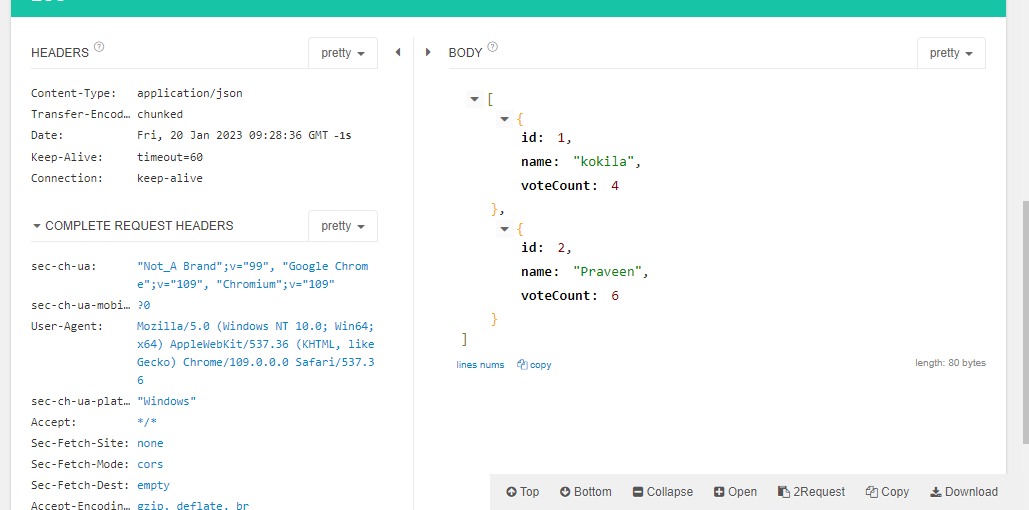 HEADERS
pretty
Content-Type: application/json
Transfer-Encod… chunked
Date: Fri, 20 Jan 2023 09:28:36 GMT -1s
Keep-Alive: timeout=60
Connection: keep-alive
COMPLETE REQUEST HEADERS
pretty
sec-ch-ua: "Not_A Brand";v="99", "Google Chrom
e";v="109", "Chromium";v="109"
sec-ch-ua-mobi… ?0
User-Agent: Mozilla/5.0 (Windows NT 10.0; Win64;
x64) AppleWebKit/537.36 (KHTML, like
Gecko) Chrome/109.0.0.0 Safari/537.3
6
sec-ch-ua-plat… "Windows"
Accept: */*
Sec-Fetch-Site: none
Sec-Fetch-Mode: cors
Sec-Fetch-Dest: empty
Accept-Encodin… gzip, deflate, br
BODY
pretty
[
{
id: 1,
name: "kokila",
voteCount: 4
},
{
id: 2,
name: "Praveen",
voteCount: 6
}
]
lines nums copy
length: 80 bytes
Top Bottom Collapse Open 2Request Copy Download